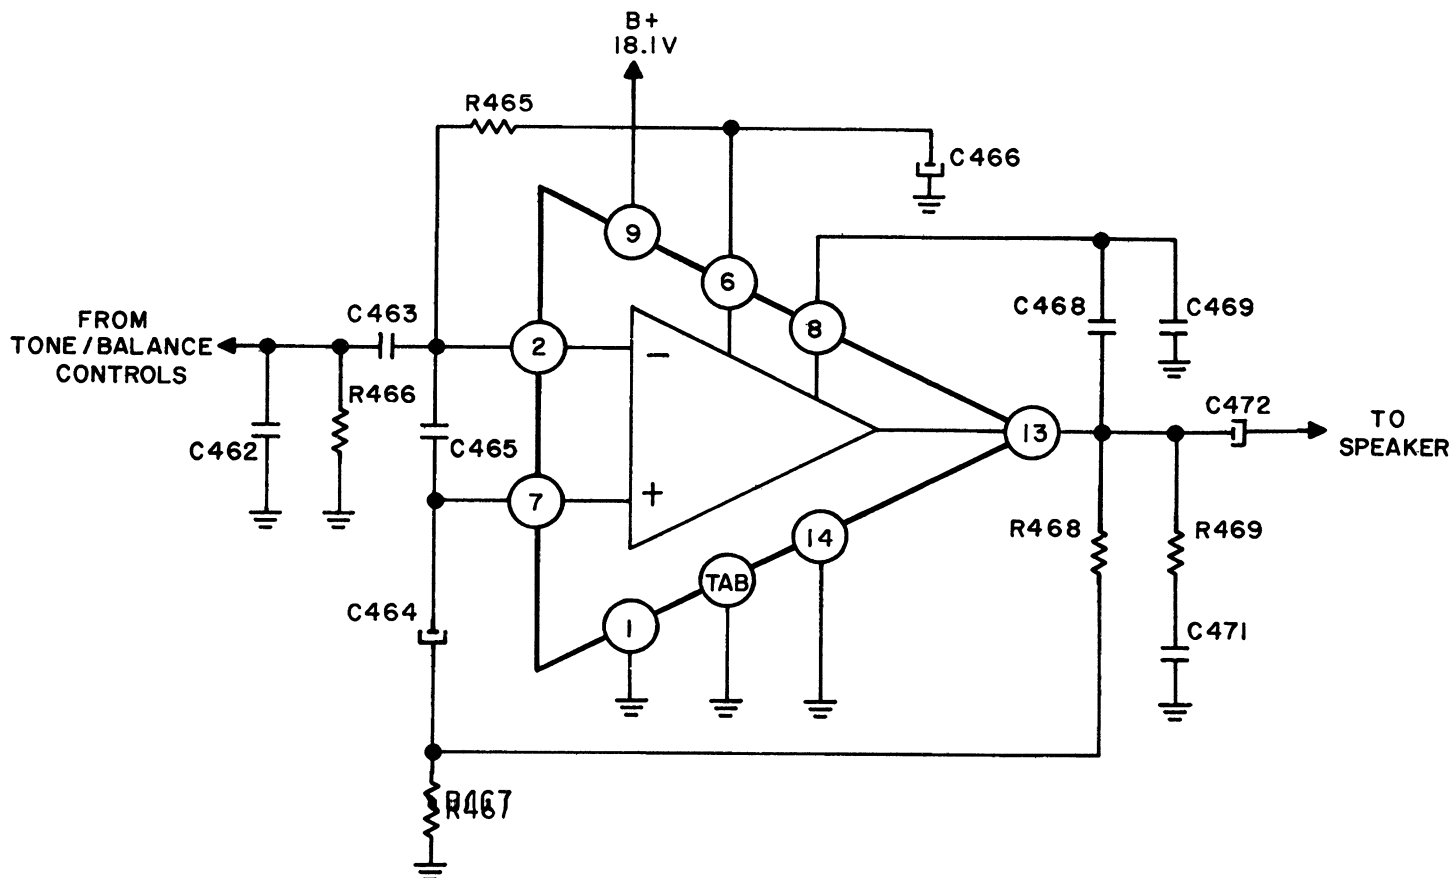 B+
18.1V
R465
C466
9
6
8
C468
C469
FROM
TONE/BALANCE
CONTROLS
C463
2
−
R466
C462
C465
C472
13
TO
SPEAKER
7
+
14
R468
R469
TAB
C464
1
C471
R467